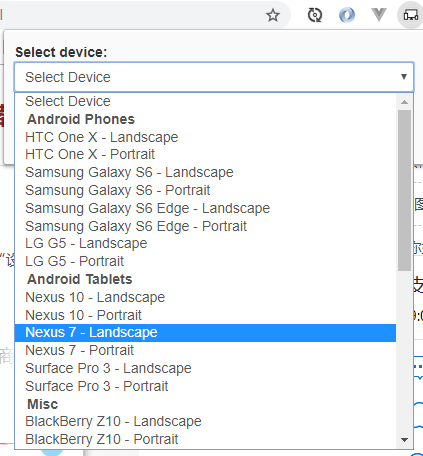 Select device:
Select Device
Select Device
Android Phones
HTC One X - Landscape
HTC One X - Portrait
Samsung Galaxy S6 - Landscape
Samsung Galaxy S6 - Portrait
Samsung Galaxy S6 Edge - Landscape
Samsung Galaxy S6 Edge - Portrait
LG G5 - Landscape
LG G5 - Portrait
Android Tablets
Nexus 10 - Landscape
Nexus 10 - Portrait
Nexus 7 - Landscape
Nexus 7 - Portrait
Surface Pro 3 - Landscape
Surface Pro 3 - Portrait
Misc
BlackBerry Z10 - Landscape
BlackBerry Z10 - Portrait